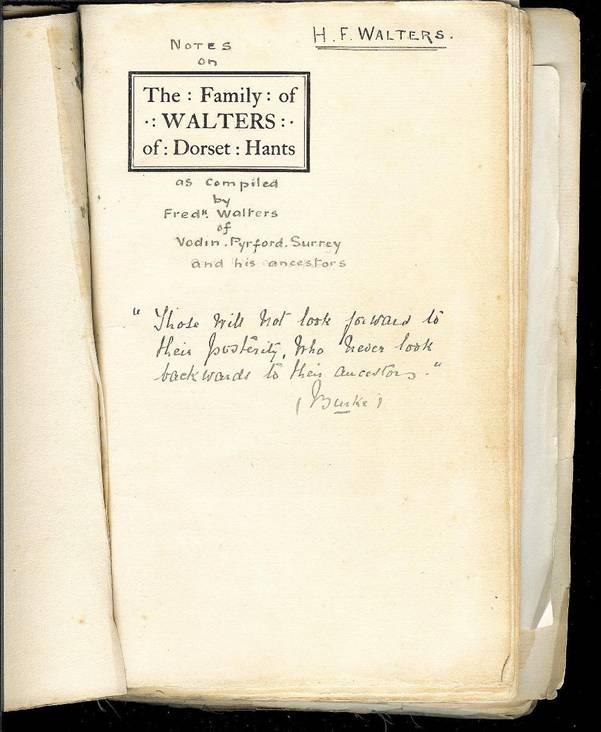 H. F. WALTERS.
NOTES
on
The : Family : of
·: WALTERS :·
of : Dorset : Hants
as compiled
by
Fredk. Walters
of
Vodin. Pyrford. Surrey
and his ancestors
"Those will not look forward to
their posterity, who never look
backwards to their ancestors."
(Burke)